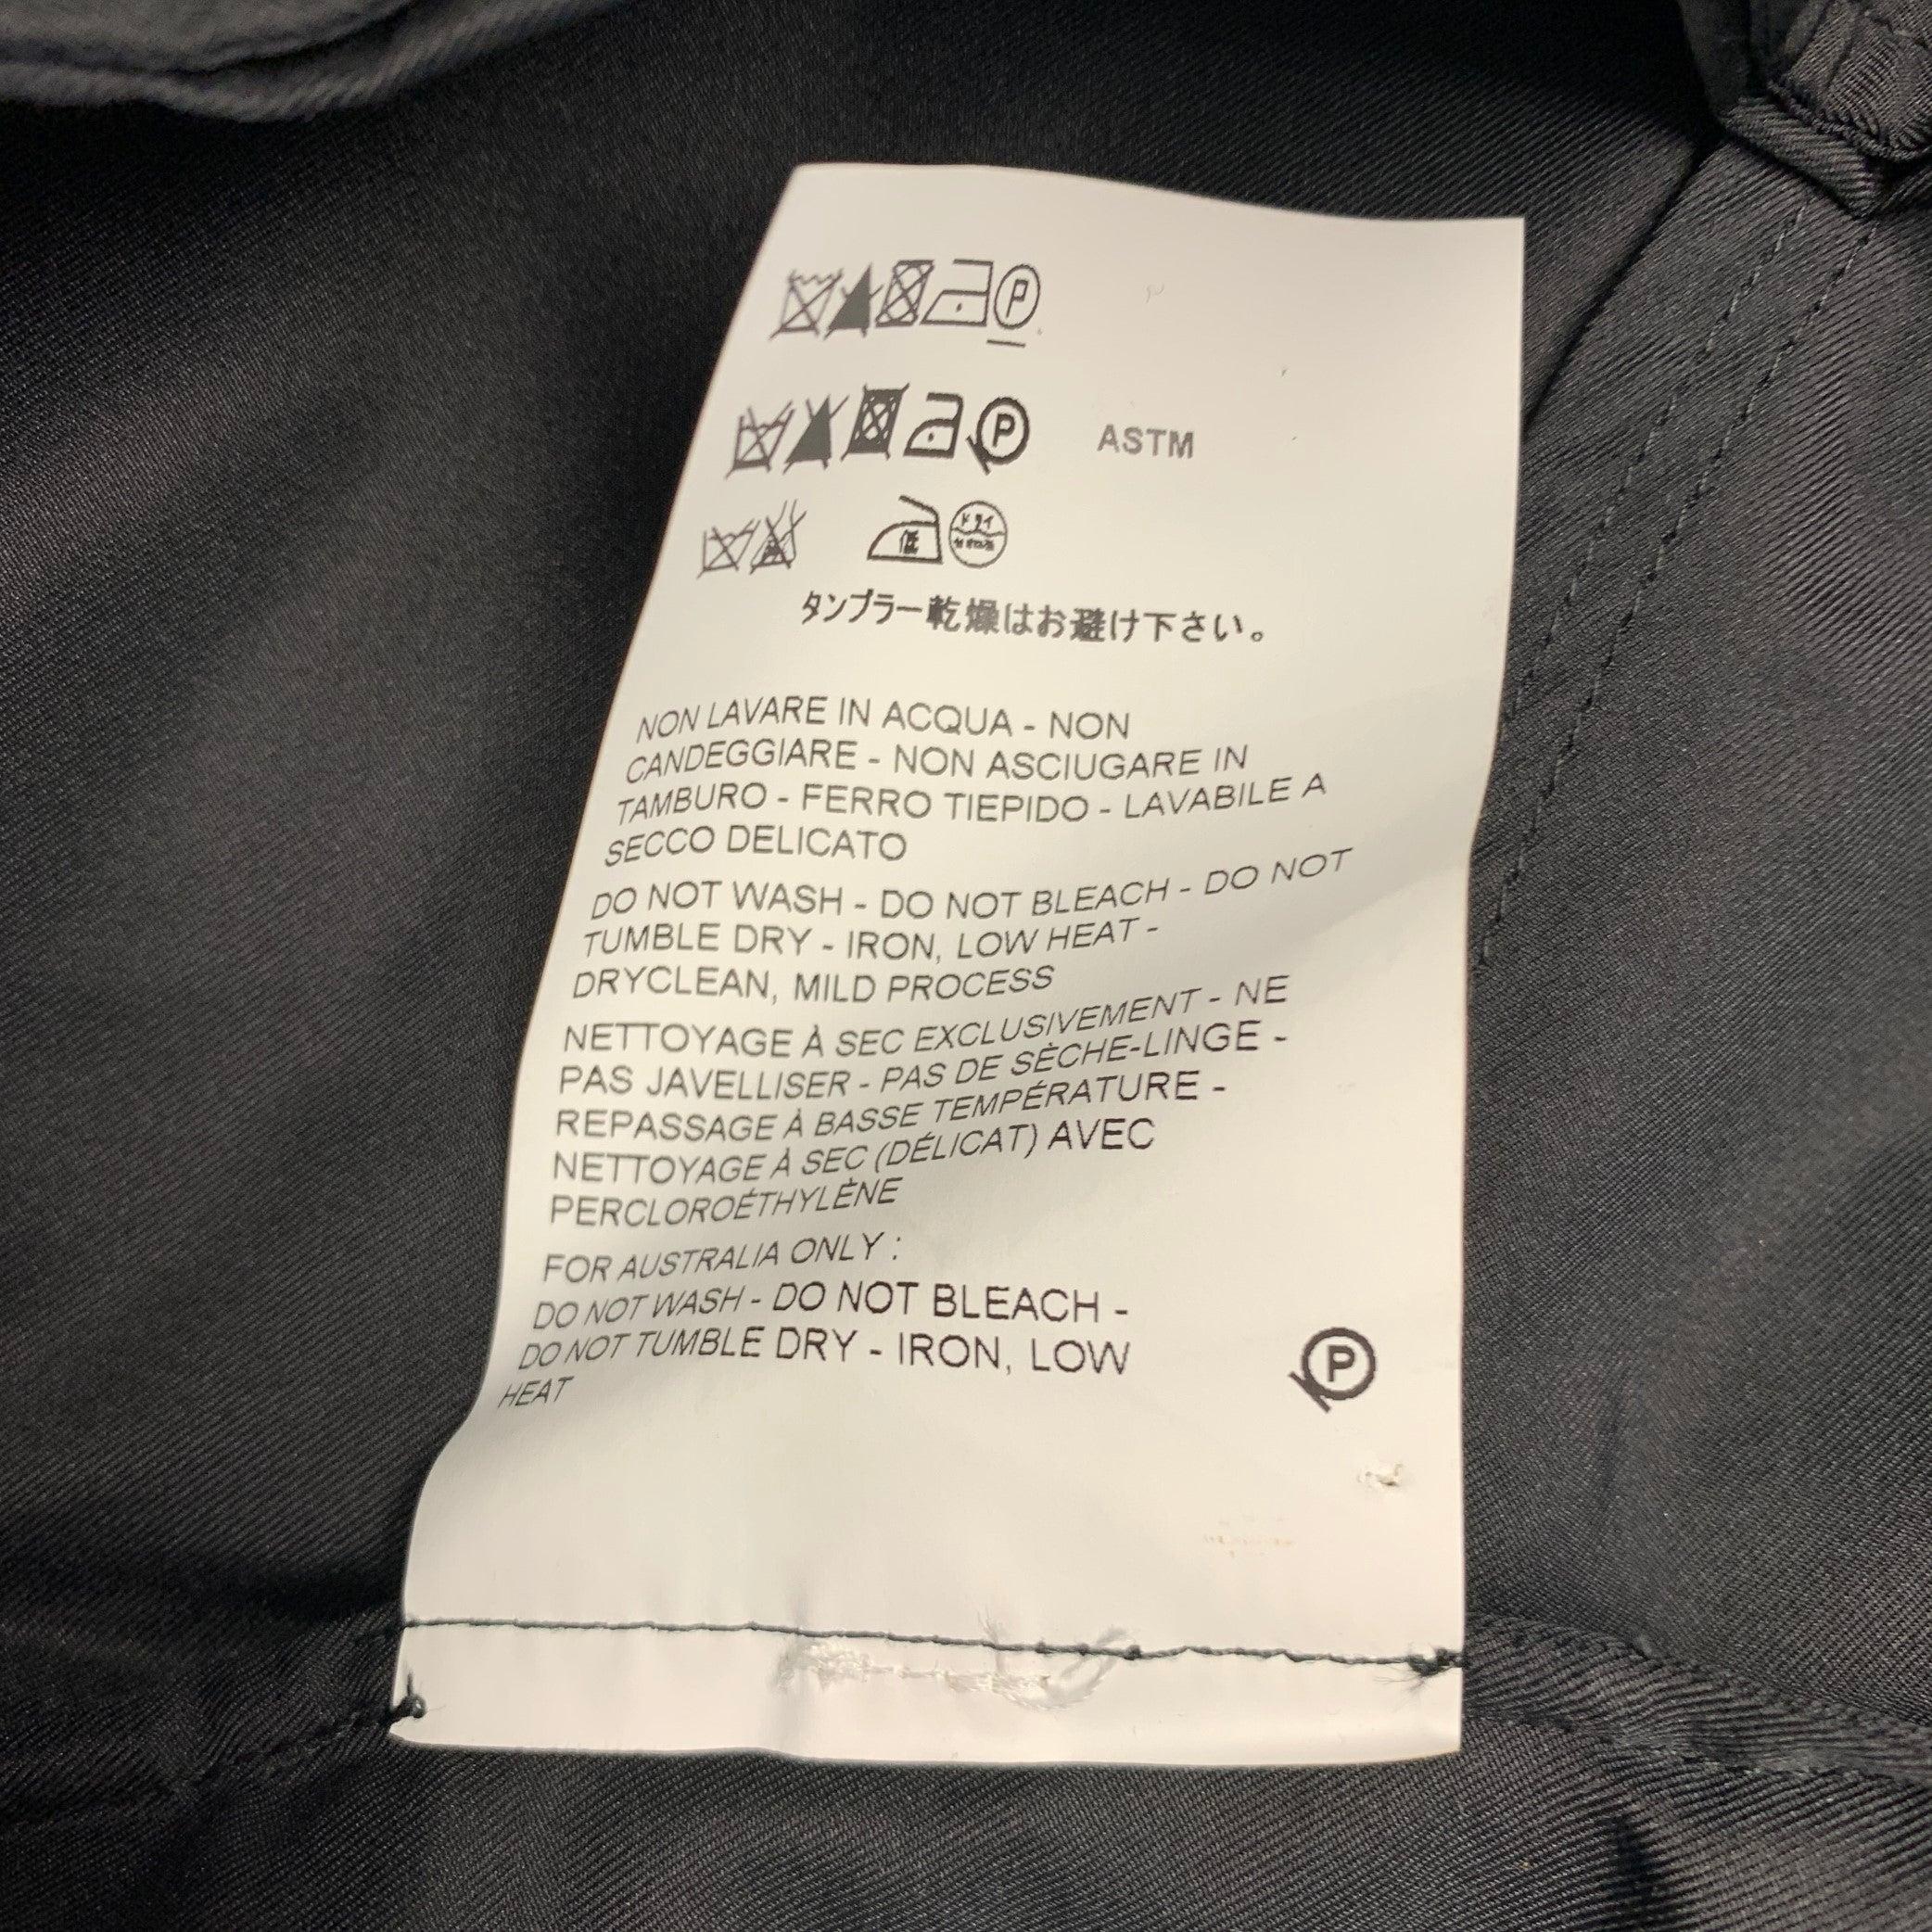 P
P ASTM
低 ドライ
タンブラー乾燥はお避け下さい。
NON LAVARE IN ACQUA - NON
CANDEGGIARE - NON ASCIUGARE IN
TAMBURO - FERRO TIEPIDO - LAVABILE A
SECCO DELICATO
DO NOT WASH - DO NOT BLEACH - DO NOT
TUMBLE DRY - IRON, LOW HEAT -
DRYCLEAN, MILD PROCESS
NETTOYAGE À SEC EXCLUSIVEMENT - NE
PAS JAVELLISER - PAS DE SÈCHE-LINGE -
REPASSAGE À BASSE TEMPÉRATURE -
NETTOYAGE À SEC (DÉLICAT) AVEC
PERCLOROÉTHYLÈNE
FOR AUSTRALIA ONLY :
DO NOT WASH - DO NOT BLEACH -
DO NOT TUMBLE DRY - IRON, LOW
HEAT
P